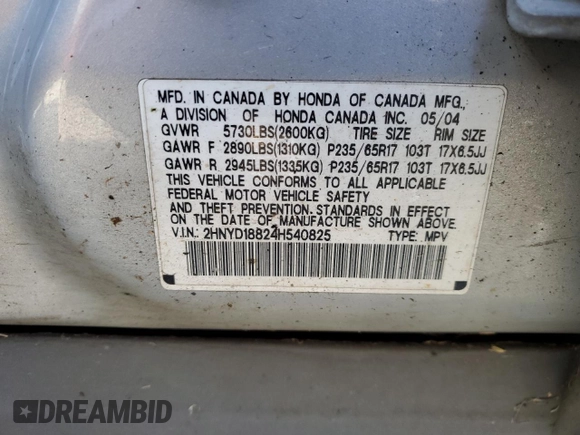 MFD. IN CANADA BY HONDA OF CANADA MFG.,
A DIVISION OF HONDA CANADA INC. 05/04
GVWR 5730LBS(2600KG) TIRE SIZE RIM SIZE
GAWR F 2890LBS(1310KG) P235/65R17 103T 17X6.5JJ
GAWR R 2945LBS(1335KG) P235/65R17 103T 17X6.5JJ
THIS VEHICLE CONFORMS TO ALL APPLICABLE
FEDERAL MOTOR VEHICLE SAFETY
AND THEFT PREVENTION STANDARDS IN EFFECT
ON THE DATE OF MANUFACTURE SHOWN ABOVE.
V.I.N.: 2HNYD18824H540825 TYPE: MPV
DREAMBID